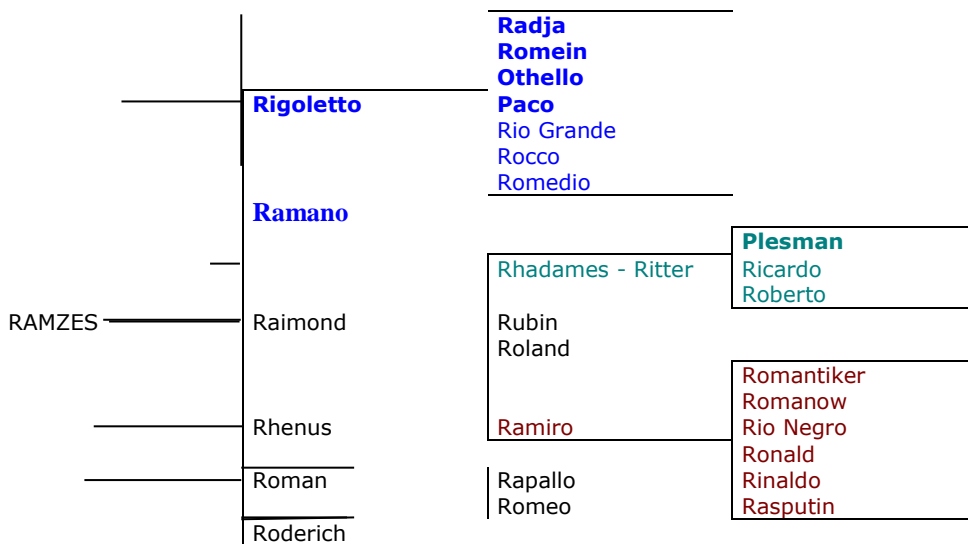 Radja
Romein
Othello
Rigoletto
Paco
Rio Grande
Rocco
Romedio
Ramano
Plesman
Rhadames - Ritter
Ricardo
Roberto
RAMZES
Raimond
Rubin
Roland
Romantiker
Romanow
Rhenus
Ramiro
Rio Negro
Ronald
Roman
Rapallo
Rinaldo
Romeo
Rasputin
Roderich